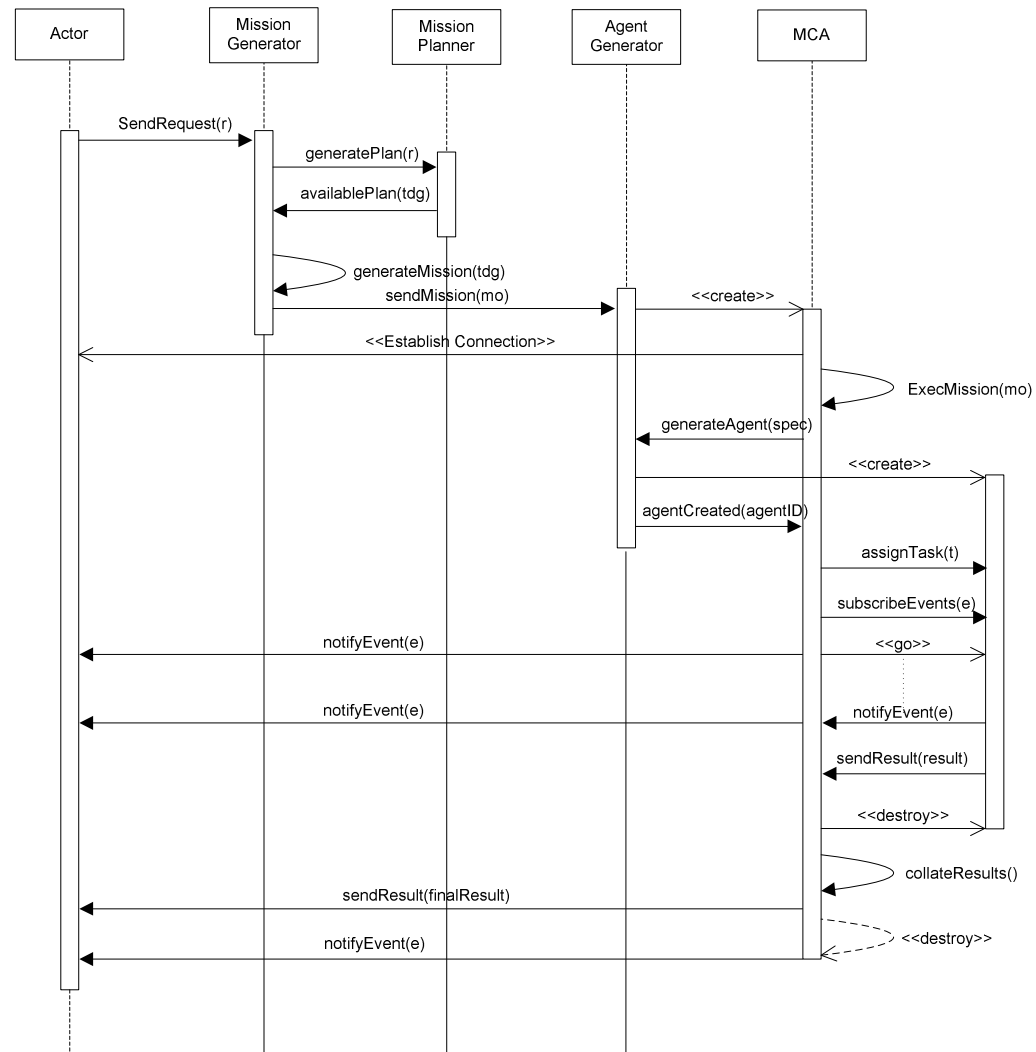 Actor
Mission
Generator
Mission
Planner
Agent
Generator
MCA
SendRequest(r)
generatePlan(r)
availablePlan(tdg)
generateMission(tdg)
sendMission(mo)
<<create>>
<<Establish Connection>>
ExecMission(mo)
generateAgent(spec)
<<create>>
agentCreated(agentID)
assignTask(t)
subscribeEvents(e)
notifyEvent(e)
<<go>>
notifyEvent(e)
notifyEvent(e)
sendResult(result)
<<destroy>>
collateResults()
sendResult(finalResult)
<<destroy>>
notifyEvent(e)